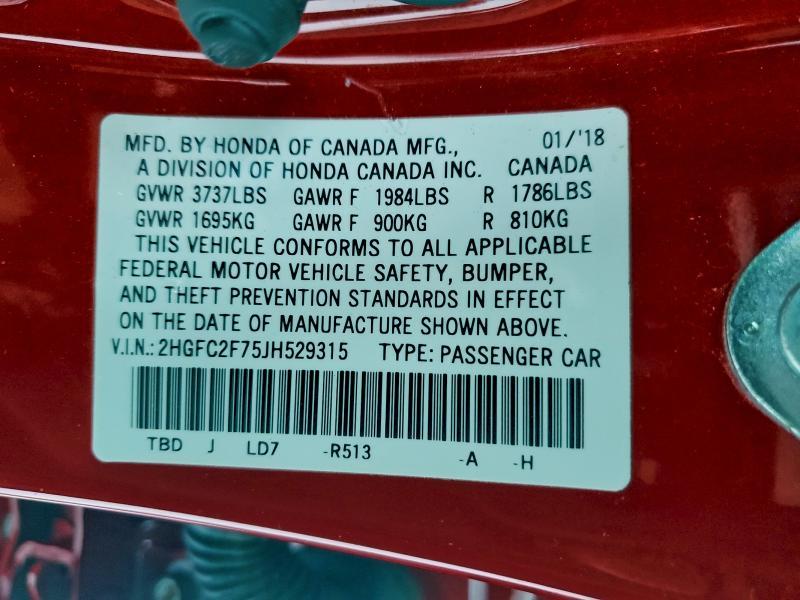 MFD. BY HONDA OF CANADA MFG., 01/'18
A DIVISION OF HONDA CANADA INC. CANADA
GVWR 3737LBS GAWR F 1984LBS R 1786LBS
GVWR 1695KG GAWR F 900KG R 810KG
THIS VEHICLE CONFORMS TO ALL APPLICABLE
FEDERAL MOTOR VEHICLE SAFETY, BUMPER,
AND THEFT PREVENTION STANDARDS IN EFFECT
ON THE DATE OF MANUFACTURE SHOWN ABOVE.
V.I.N.: 2HGFC2F75JH529315 TYPE: PASSENGER CAR
TBD J LD7 -R513 -A -H